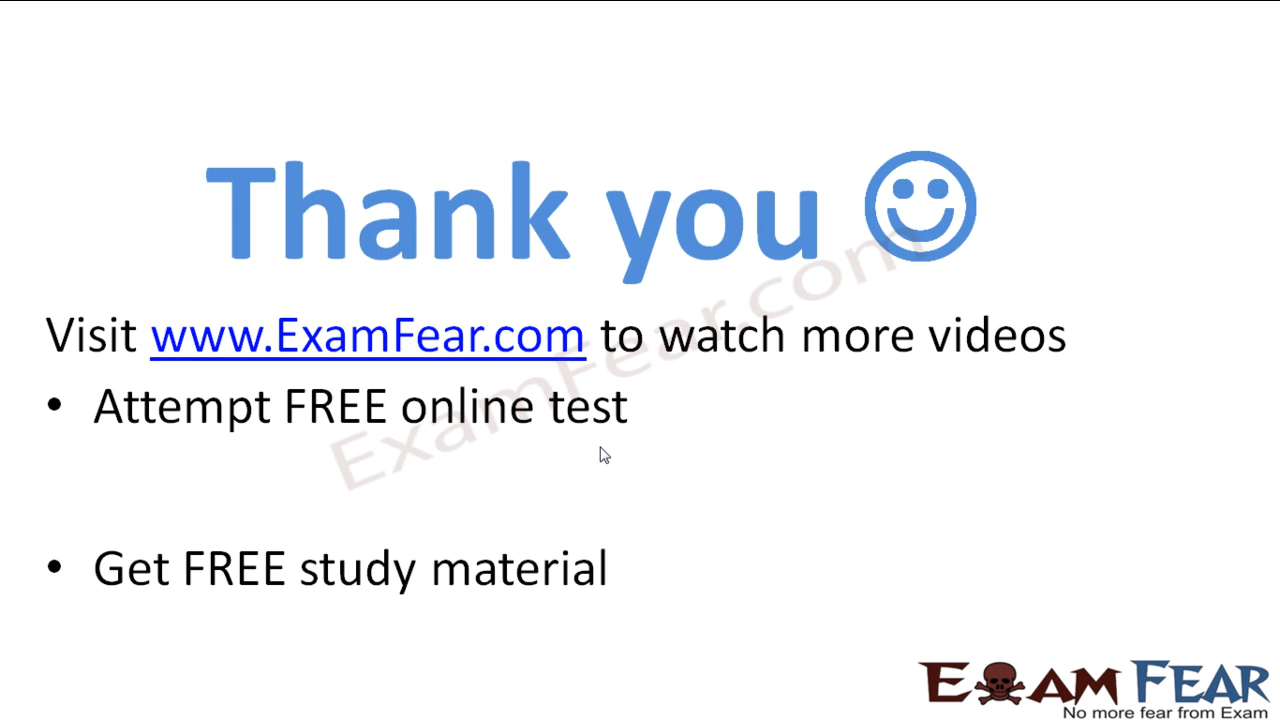 Thank you ☺
Visit www.ExamFear.com to watch more videos
• Attempt FREE online test
• Get FREE study material
ExamFear.com
EXAM FEAR
No more fear from Exam